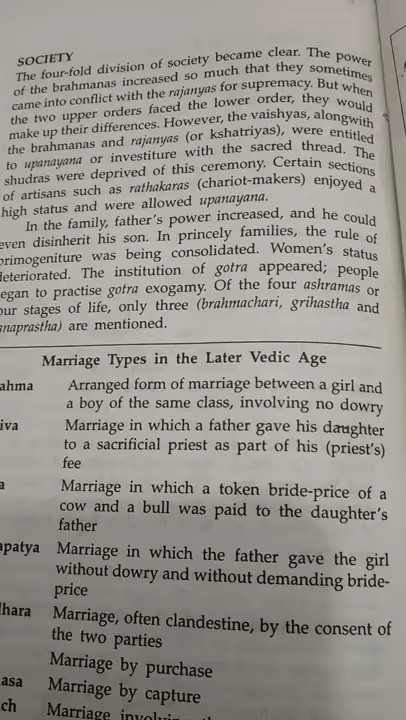 SOCIETY
The four-fold division of society became clear. The power
of the brahmanas increased so much that they sometimes
came into conflict with the rajanyas for supremacy. But when
the two upper orders faced the lower order, they would
make up their differences. However, the vaishyas, alongwith
the brahmanas and rajanyas (or kshatriyas), were entitled
to upanayana or investiture with the sacred thread. The
shudras were deprived of this ceremony. Certain sections
of artisans such as rathakaras (chariot-makers) enjoyed a
high status and were allowed upanayana.
In the family, father's power increased, and he could
even disinherit his son. In princely families, the rule of
primogeniture was being consolidated. Women's status
deteriorated. The institution of gotra appeared; people
egan to practise gotra exogamy. Of the four ashramas or
our stages of life, only three (brahmachari, grihastha and
anaprastha) are mentioned.
Marriage Types in the Later Vedic Age
ahma Arranged form of marriage between a girl and
a boy of the same class, involving no dowry
iva Marriage in which a father gave his daughter
to a sacrificial priest as part of his (priest's)
fee
a Marriage in which a token bride-price of a
cow and a bull was paid to the daughter's
father
apatya Marriage in which the father gave the girl
without dowry and without demanding bride-
price
lhara Marriage, often clandestine, by the consent of
the two parties
Marriage by purchase
asa Marriage by capture
ch Marriage